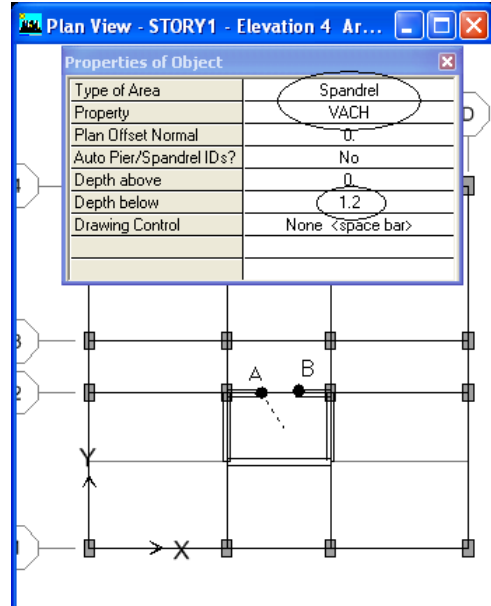 Plan View - STORY1 - Elevation 4 Ar...
Properties of Object
Type of Area Spandrel
Property VACH
Plan Offset Normal 0.
Auto Pier/Spandrel IDs? No
Depth above 0.
Depth below 1.2
Drawing Control None <space bar>
D
4
3
A B
2
Y
1
X